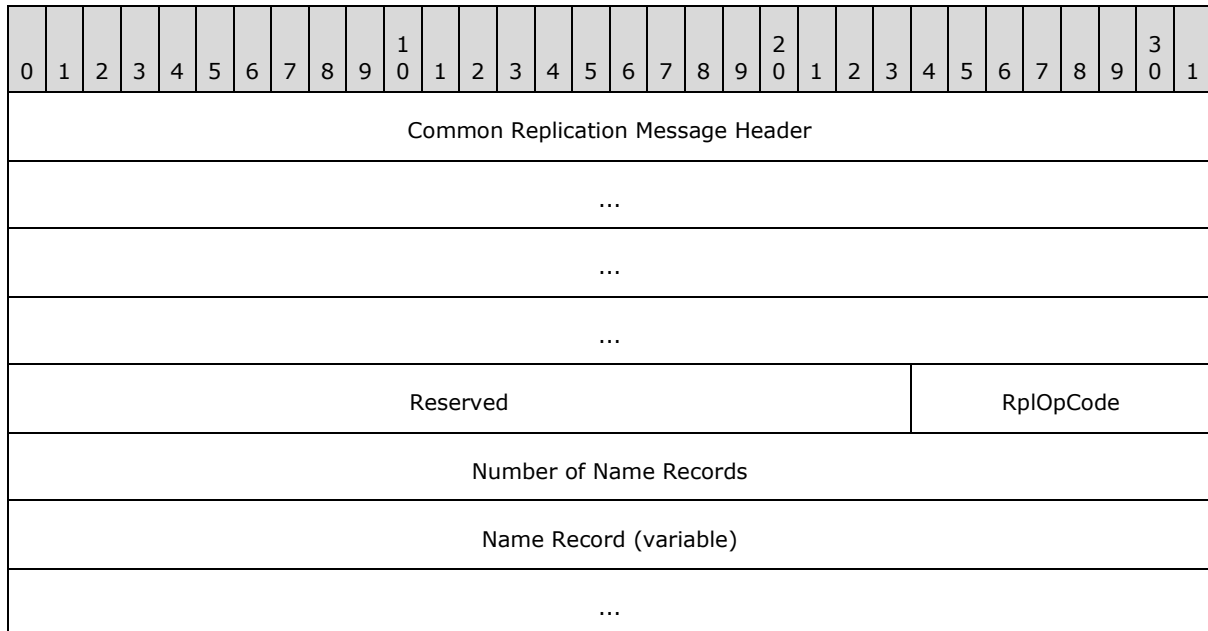 1 2 3
0 1 2 3 4 5 6 7 8 9 0 1 2 3 4 5 6 7 8 9 0 1 2 3 4 5 6 7 8 9 0 1
Common Replication Message Header
...
...
...
Reserved RplOpCode
Number of Name Records
Name Record (variable)
...